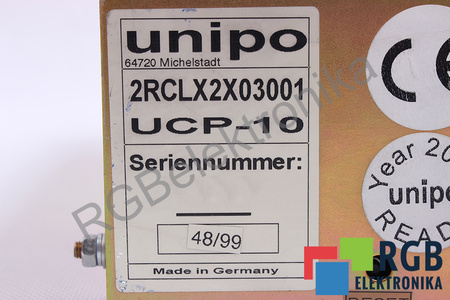 unipo
64720 Michelstadt
2RCLX2X03001
UCP-10
Seriennummer:
48/99
Made in Germany
CE
Year 20
unipo
READ
RGBelektronika
RGB
ELEKTRONIKA